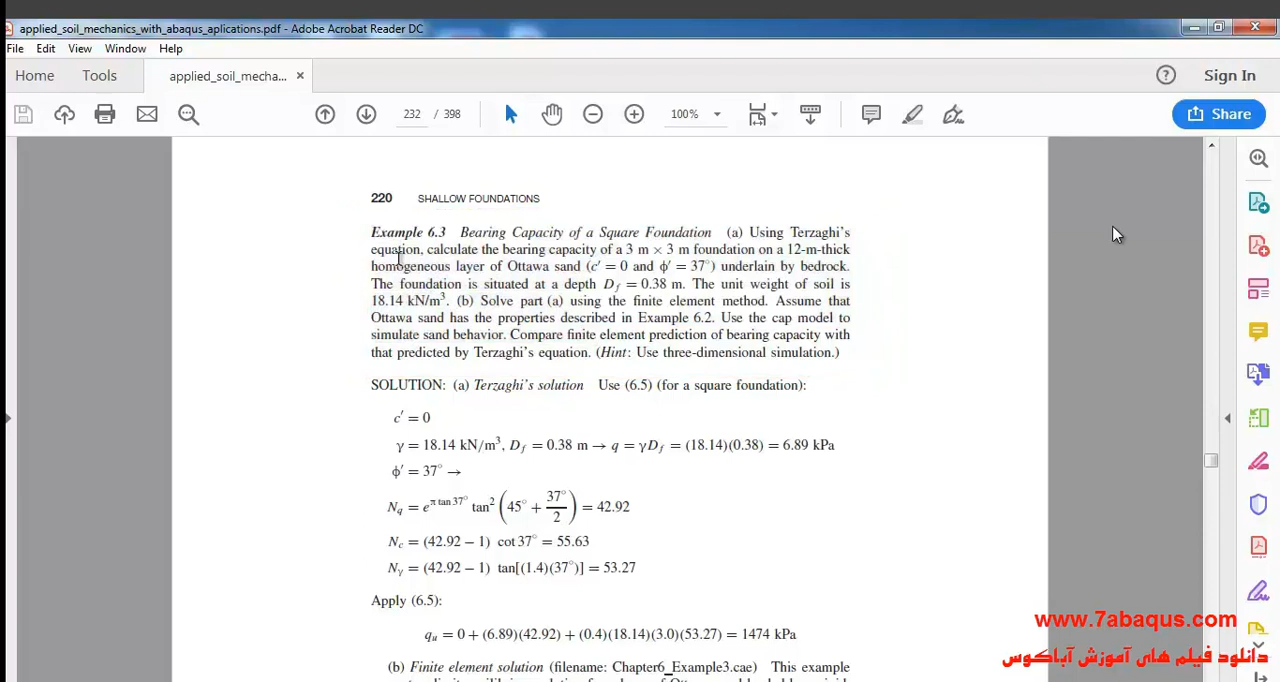 applied_soil_mechanics_with_abaqus_aplications.pdf - Adobe Acrobat Reader DC
File Edit View Window Help
Home Tools applied_soil_mecha... × Sign In
232 / 398 100% Share
220 SHALLOW FOUNDATIONS
Example 6.3 Bearing Capacity of a Square Foundation (a) Using Terzaghi's
equation, calculate the bearing capacity of a 3 m × 3 m foundation on a 12-m-thick
homogeneous layer of Ottawa sand (c′ = 0 and ϕ′ = 37°) underlain by bedrock.
The foundation is situated at a depth D_f = 0.38 m. The unit weight of soil is
18.14 kN/m³. (b) Solve part (a) using the finite element method. Assume that
Ottawa sand has the properties described in Example 6.2. Use the cap model to
simulate sand behavior. Compare finite element prediction of bearing capacity with
that predicted by Terzaghi's equation. (Hint: Use three-dimensional simulation.)
SOLUTION: (a) Terzaghi's solution Use (6.5) (for a square foundation):
c′ = 0
γ = 18.14 kN/m³, D_f = 0.38 m → q = γD_f = (18.14)(0.38) = 6.89 kPa
ϕ′ = 37° →
N_q = e^{π tan 37°} tan² (45° + 37°/2) = 42.92
N_c = (42.92 − 1) cot 37° = 55.63
N_γ = (42.92 − 1) tan[(1.4)(37°)] = 53.27
Apply (6.5):
q_u = 0 + (6.89)(42.92) + (0.4)(18.14)(3.0)(53.27) = 1474 kPa
(b) Finite element solution (filename: Chapter6_Example3.cae) This example
www.7abaqus.com
دانلود فیلم های آموزش آباکوس